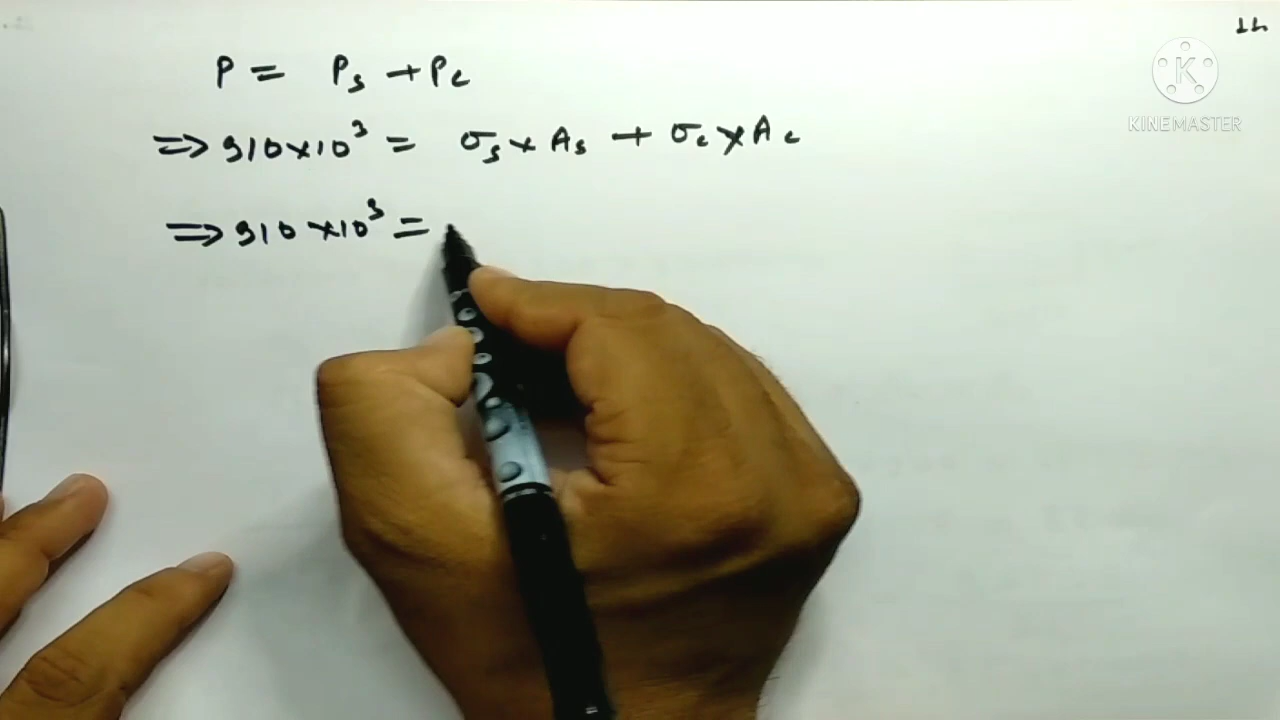 P = Ps + Pc
⇒ 910×10³ = σs × As + σc × Ac
⇒ 910×10³ =
KINEMASTER